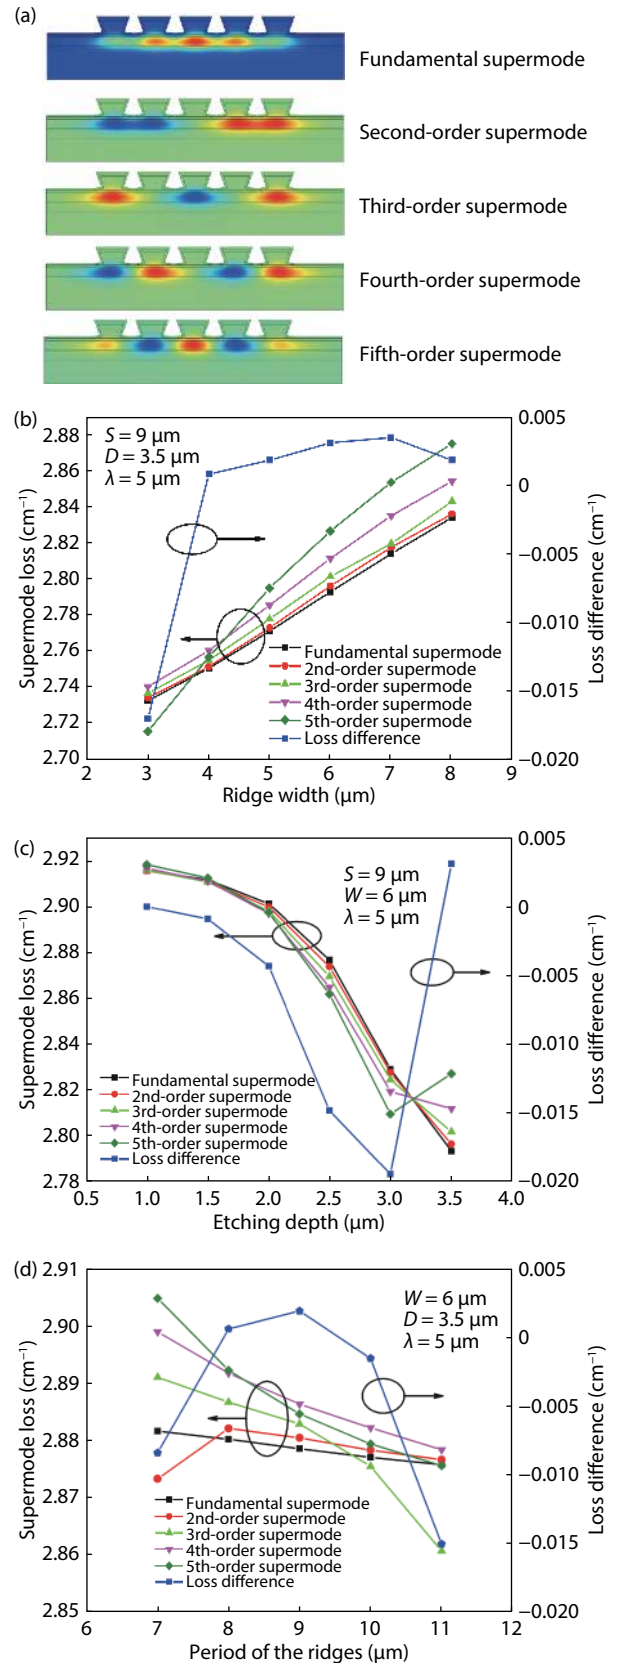 (a)
Fundamental supermode
Second-order supermode
Third-order supermode
Fourth-order supermode
Fifth-order supermode
(b)
2.88
2.86
2.84
2.82
2.80
2.78
2.76
2.74
2.72
2.70
Supermode loss (cm⁻¹)
S = 9 μm
D = 3.5 μm
λ = 5 μm
Fundamental supermode
2nd-order supermode
3rd-order supermode
4th-order supermode
5th-order supermode
Loss difference
0.005
0
−0.005
−0.010
−0.015
−0.020
Loss difference (cm⁻¹)
2 3 4 5 6 7 8 9
Ridge width (μm)
(c)
2.92
2.90
2.88
2.86
2.84
2.82
2.80
2.78
Supermode loss (cm⁻¹)
S = 9 μm
W = 6 μm
λ = 5 μm
Fundamental supermode
2nd-order supermode
3rd-order supermode
4th-order supermode
5th-order supermode
Loss difference
0.005
0
−0.005
−0.010
−0.015
−0.020
Loss difference (cm⁻¹)
0.5 1.0 1.5 2.0 2.5 3.0 3.5 4.0
Etching depth (μm)
(d)
2.91
2.90
2.89
2.88
2.87
2.86
2.85
Supermode loss (cm⁻¹)
W = 6 μm
D = 3.5 μm
λ = 5 μm
Fundamental supermode
2nd-order supermode
3rd-order supermode
4th-order supermode
5th-order supermode
Loss difference
0.005
0
−0.005
−0.010
−0.015
−0.020
Loss difference (cm⁻¹)
6 7 8 9 10 11 12
Period of the ridges (μm)